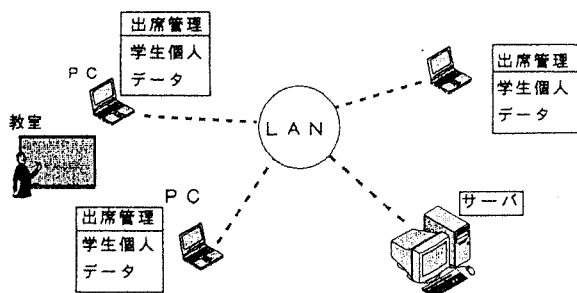 出席管理
学生個人
データ
ＰＣ
教室
ＬＡＮ
出席管理
学生個人
データ
ＰＣ
出席管理
学生個人
データ
サーバ